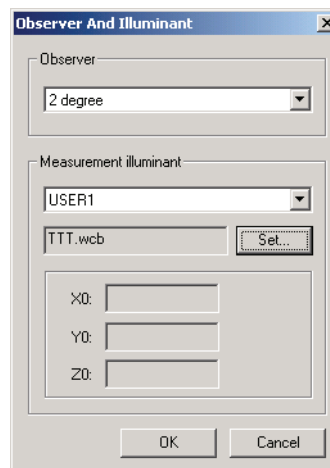 Observer And Illuminant
Observer
2 degree
Measurement illuminant
USER1
TTT.wcb
Set...
X0:
Y0:
Z0:
OK
Cancel